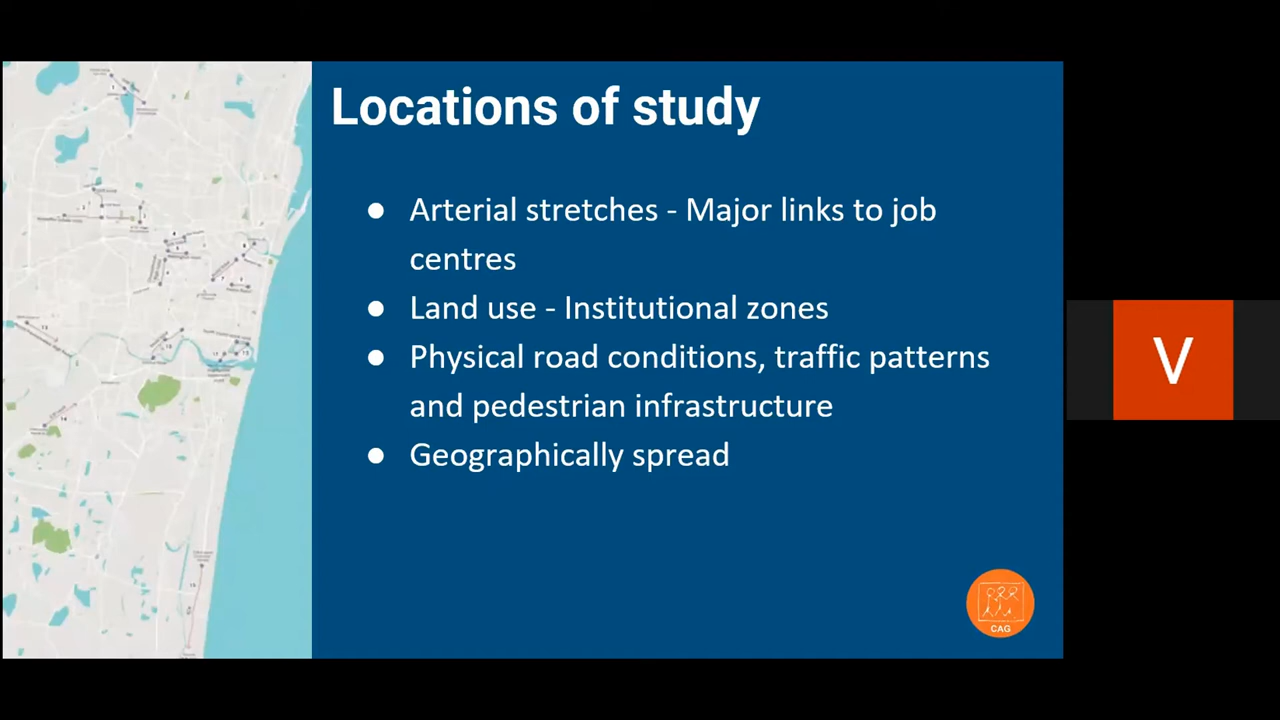 Locations of study
● Arterial stretches - Major links to job
centres
● Land use - Institutional zones
● Physical road conditions, traffic patterns
and pedestrian infrastructure
● Geographically spread
CAG
V